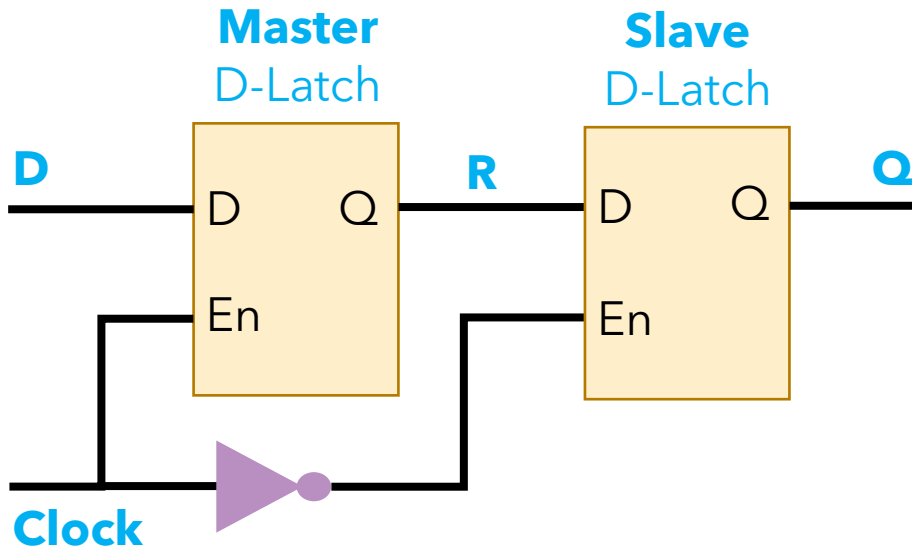 Master
D-Latch
Slave
D-Latch
D
R
Q
D
Q
D
Q
En
En
Clock